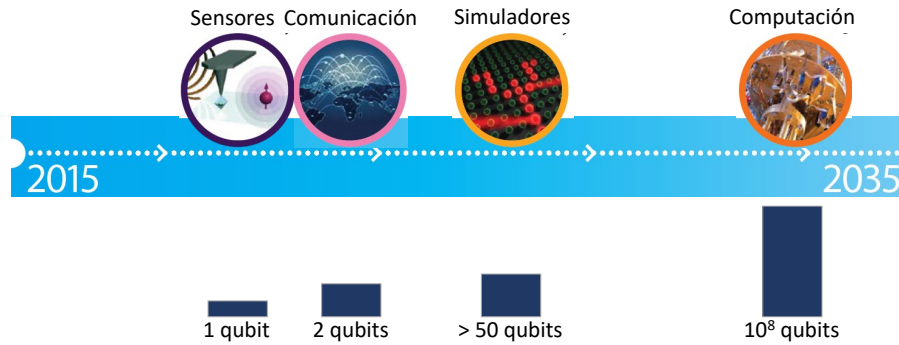 Sensores
Comunicación
Simuladores
Computación
2015
2035
1 qubit
2 qubits
> 50 qubits
10⁸ qubits